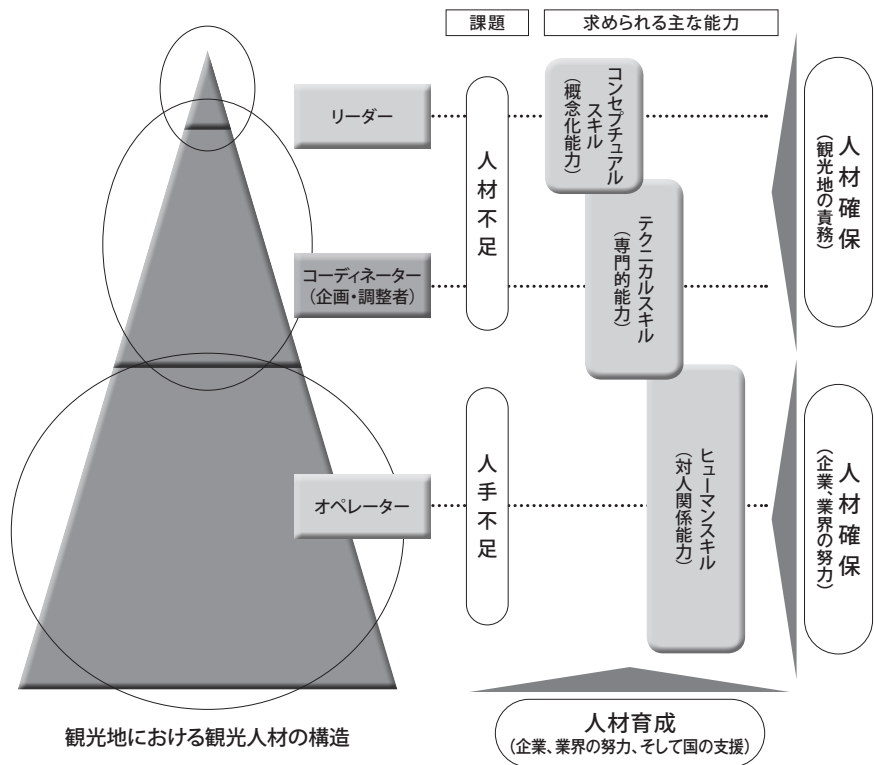 課題
求められる主な能力
リーダー
コーディネーター
（企画・調整者）
オペレーター
人材不足
人手不足
コンセプチュアル
スキル
（概念化能力）
テクニカルスキル
（専門的能力）
ヒューマンスキル
（対人関係能力）
人材確保
（観光地の責務）
人材確保
（企業、業界の努力）
観光地における観光人材の構造
人材育成
（企業、業界の努力、そして国の支援）